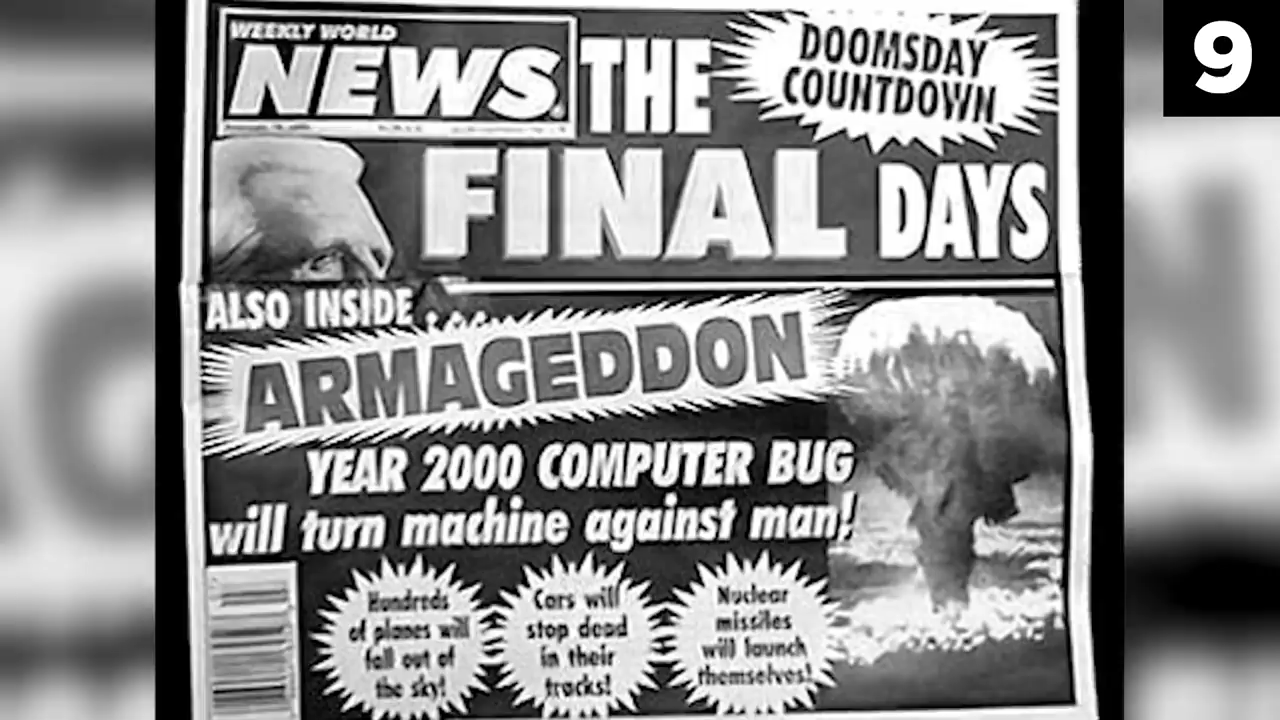 9
WEEKLY WORLD
NEWS
THE
DOOMSDAY
COUNTDOWN
FINAL DAYS
ALSO INSIDE
ARMAGEDDON
YEAR 2000 COMPUTER BUG
will turn machine against man!
Hundreds
of planes will
fall out of
the sky!
Cars will
stop dead
in their
tracks!
Nuclear
missiles
will launch
themselves!